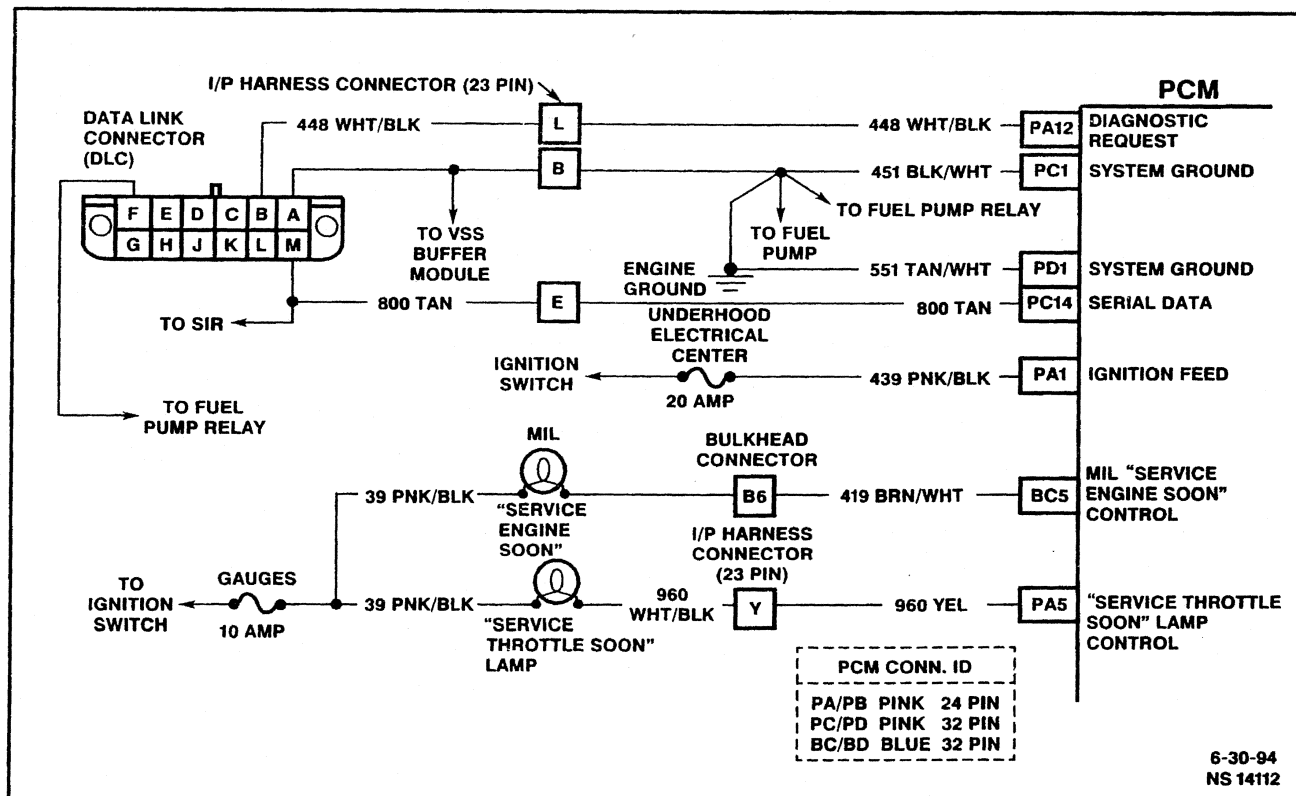 I/P HARNESS CONNECTOR (23 PIN)
PCM
DATA LINK
CONNECTOR
(DLC)
448 WHT/BLK
L
448 WHT/BLK
PA12
DIAGNOSTIC
REQUEST
B
451 BLK/WHT
PC1
SYSTEM GROUND
F E D C B A
G H J K L M
TO VSS
BUFFER
MODULE
TO FUEL PUMP RELAY
TO FUEL
PUMP
ENGINE
GROUND
551 TAN/WHT
PD1
SYSTEM GROUND
TO SIR
800 TAN
E
800 TAN
PC14
SERIAL DATA
UNDERHOOD
ELECTRICAL
CENTER
IGNITION
SWITCH
20 AMP
439 PNK/BLK
PA1
IGNITION FEED
TO FUEL
PUMP RELAY
MIL
BULKHEAD
CONNECTOR
39 PNK/BLK
B6
419 BRN/WHT
BC5
MIL “SERVICE
ENGINE SOON”
CONTROL
“SERVICE
ENGINE
SOON”
I/P HARNESS
CONNECTOR
(23 PIN)
TO
IGNITION
SWITCH
GAUGES
10 AMP
39 PNK/BLK
960
WHT/BLK
Y
960 YEL
PA5
“SERVICE THROTTLE
SOON” LAMP
CONTROL
“SERVICE
THROTTLE SOON”
LAMP
PCM CONN. ID
PA/PB PINK 24 PIN
PC/PD PINK 32 PIN
BC/BD BLUE 32 PIN
6-30-94
NS 14112